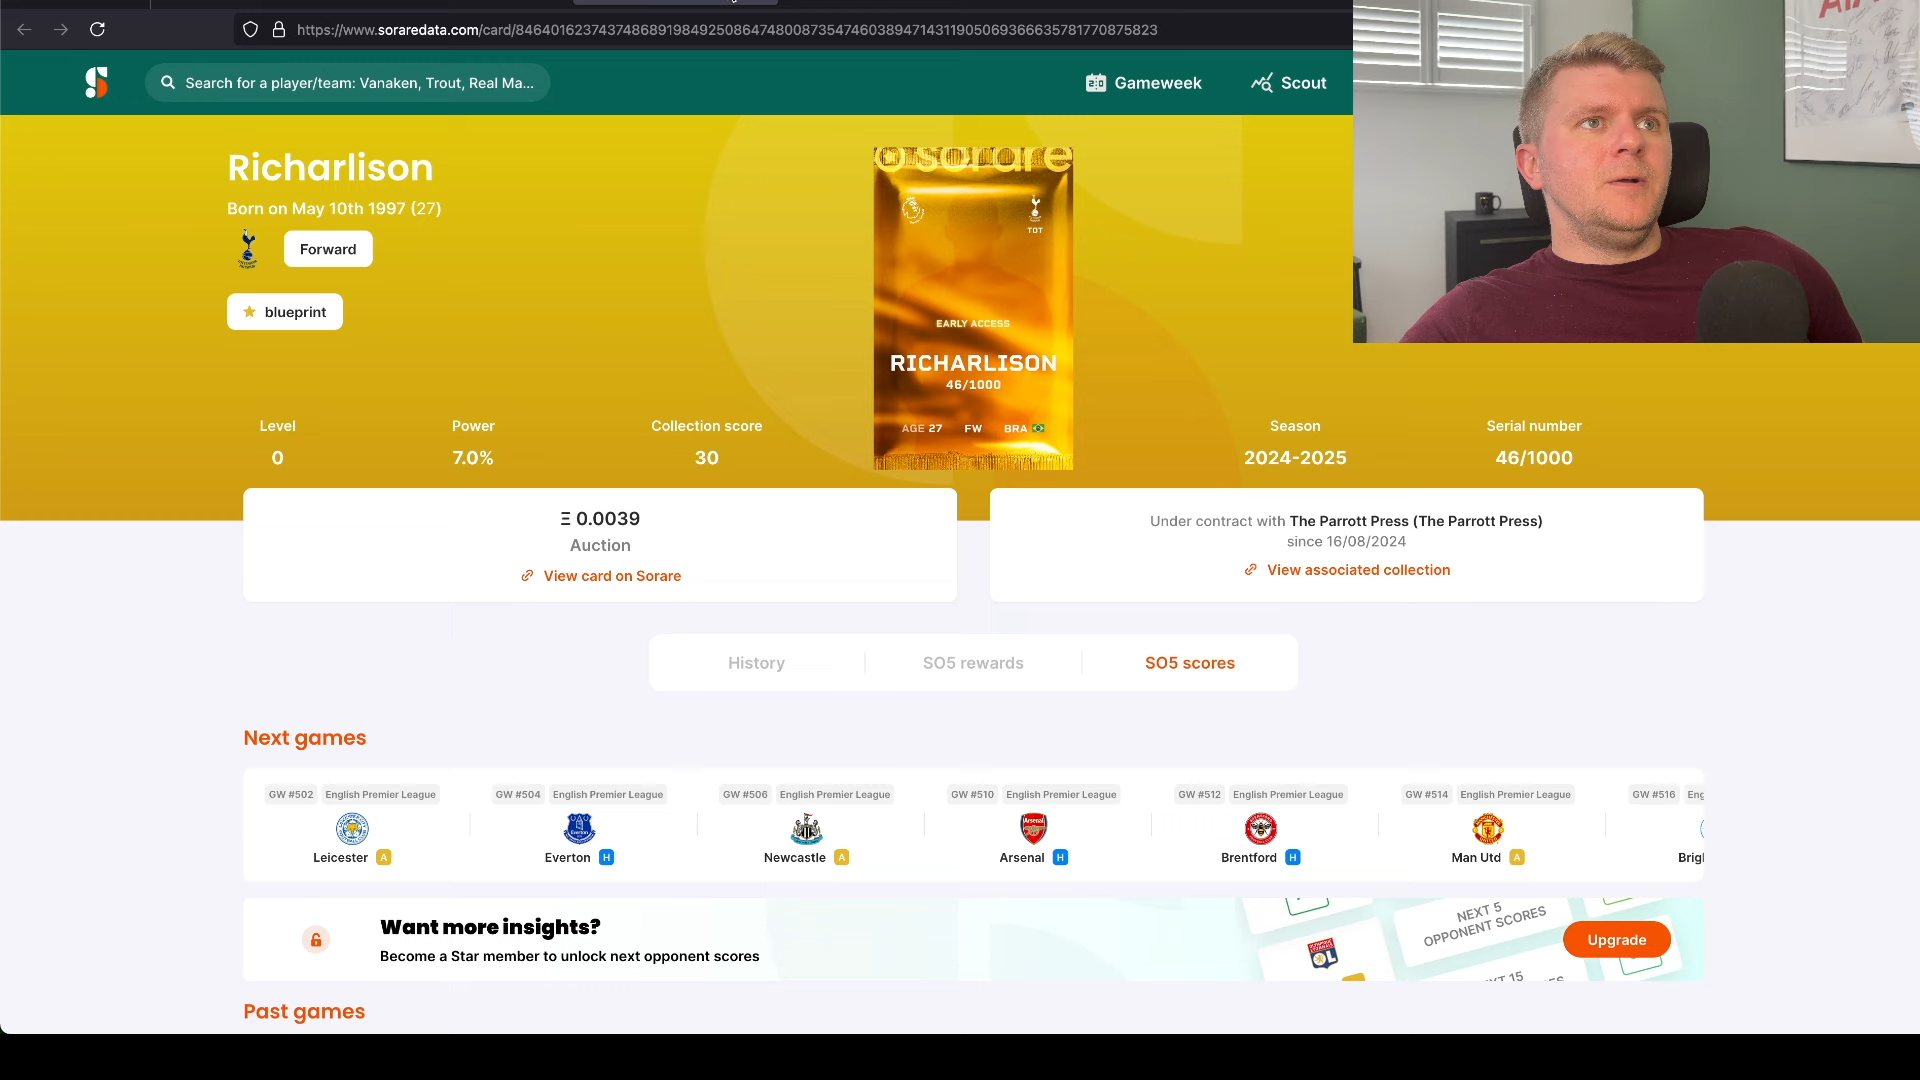 https://www.soraredata.com/card/84640162374374868919849250864748008735474603894714311905069366635781770875823
Search for a player/team: Vanaken, Trout, Real Ma...
Gameweek
Scout
Richarlison
Born on May 10th 1997 (27)
Forward
blueprint
sorare
TOT
EARLY ACCESS
RICHARLISON
46/1000
AGE 27 FW BRA
Level
0
Power
7.0%
Collection score
30
Season
2024-2025
Serial number
46/1000
Ξ 0.0039
Auction
View card on Sorare
Under contract with The Parrott Press (The Parrott Press)
since 16/08/2024
View associated collection
History
SO5 rewards
SO5 scores
Next games
GW #502 English Premier League
Leicester A
GW #504 English Premier League
Everton H
GW #506 English Premier League
Newcastle A
GW #510 English Premier League
Arsenal H
GW #512 English Premier League
Brentford H
GW #514 English Premier League
Man Utd A
GW #516 Eng
Brigh
Want more insights?
Become a Star member to unlock next opponent scores
NEXT 5
OPPONENT SCORES
Upgrade
Past games